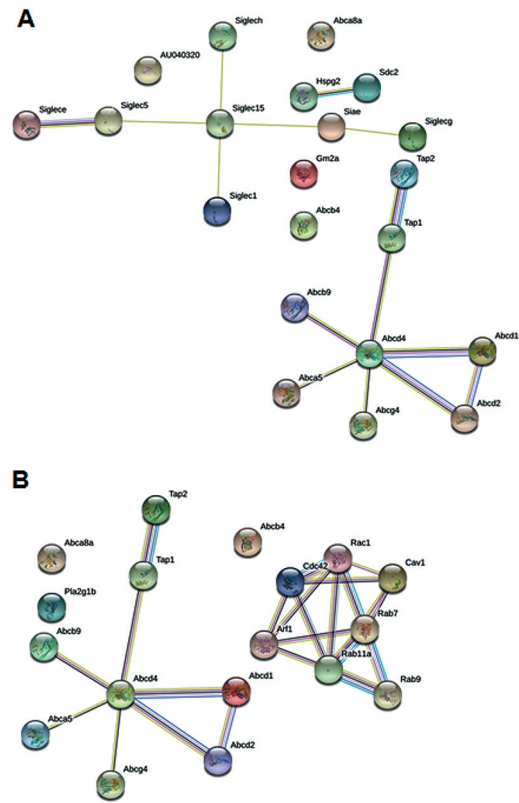 A
Siglech
Abca8a
AU040320
Hspg2
Sdc2
Siglece
Siglec5
Siglec15
Siae
Siglecg
Gm2a
Tap2
Siglec1
Abcb4
Tap1
Abcb9
Abcd4
Abcd1
Abca5
Abcd2
Abcg4
B
Tap2
Abca8a
Abcb4
Rac1
Tap1
Cdc42
Cav1
Pla2g1b
Abcb9
Arf1
Rab7
Rab11a
Abcd4
Abcd1
Rab9
Abca5
Abcd2
Abcg4